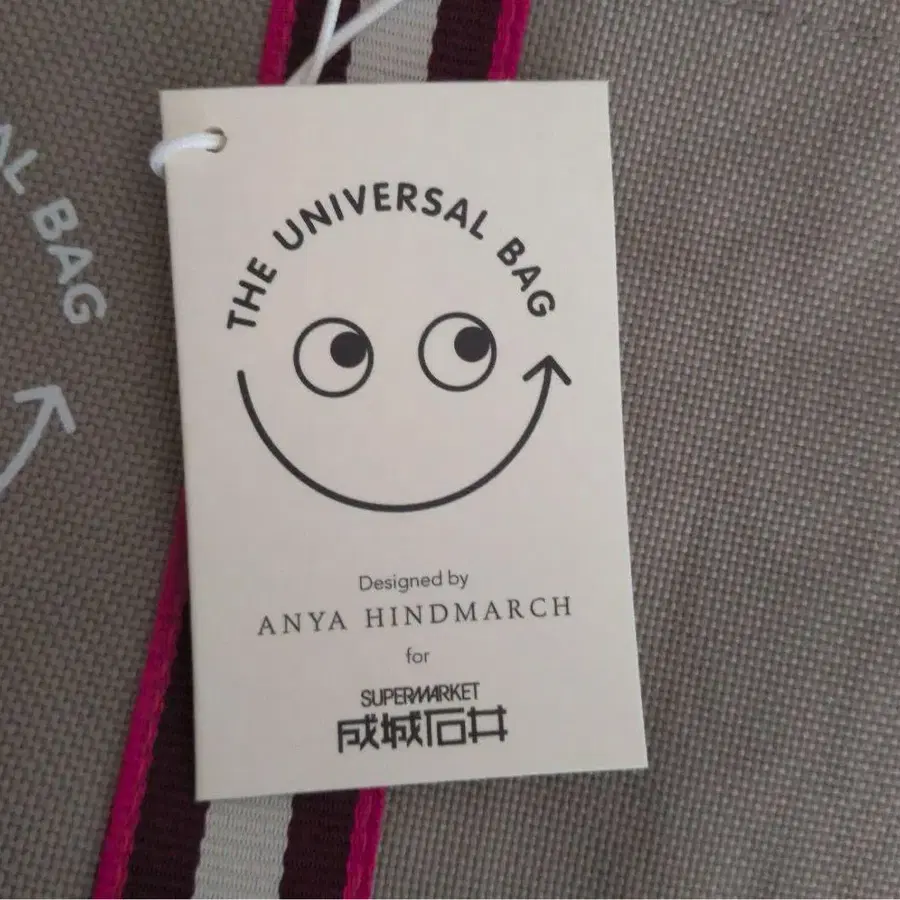 AL BAG
THE UNIVERSAL BAG
Designed by
ANYA HINDMARCH
for
SUPERMARKET
成城石井